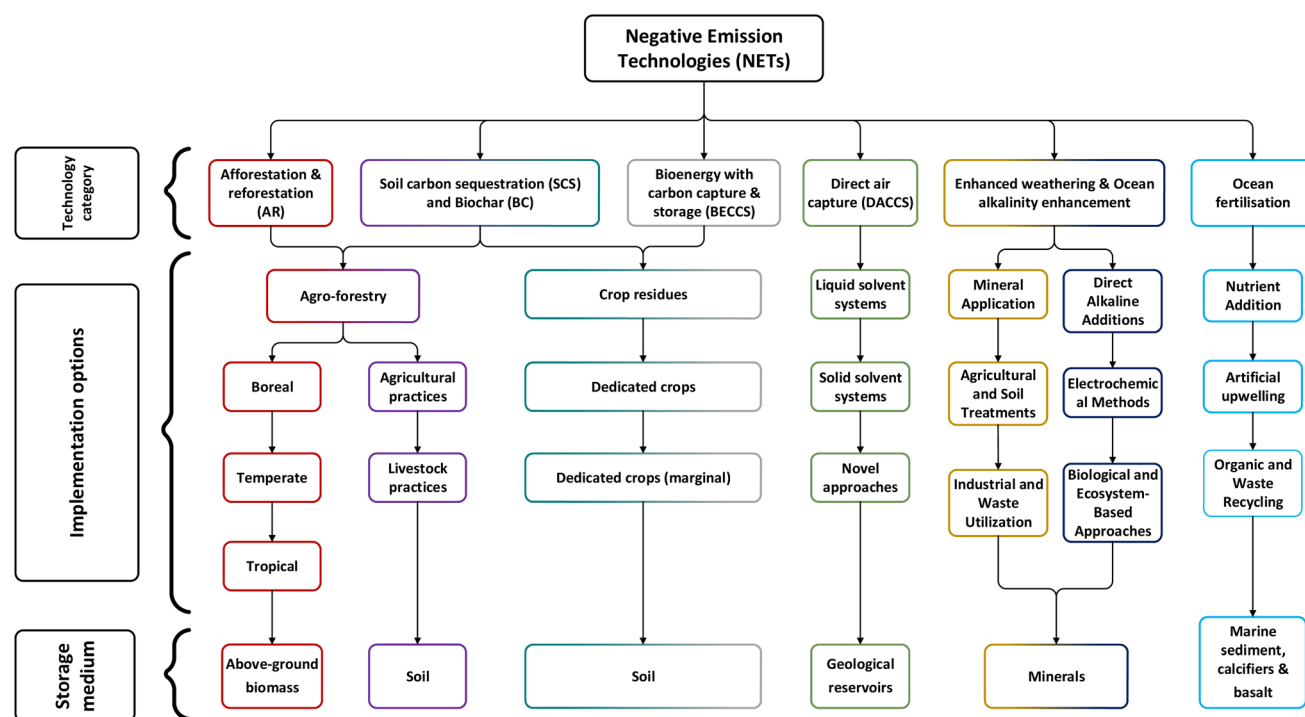 Negative Emission
Technologies (NETs)
Technology
category
Afforestation &
reforestation
(AR)
Soil carbon sequestration (SCS)
and Biochar (BC)
Bioenergy with
carbon capture &
storage (BECCS)
Direct air
capture (DACCS)
Enhanced weathering & Ocean
alkalinity enhancement
Ocean
fertilisation
Implementation options
Agro-forestry
Crop residues
Liquid solvent
systems
Mineral
Application
Direct
Alkaline
Additions
Nutrient
Addition
Boreal
Agricultural
practices
Dedicated crops
Solid solvent
systems
Agricultural
and Soil
Treatments
Electrochemic
al Methods
Artificial
upwelling
Temperate
Livestock
practices
Dedicated crops (marginal)
Novel
approaches
Industrial and
Waste
Utilization
Biological and
Ecosystem-
Based
Approaches
Organic and
Waste
Recycling
Tropical
Storage
medium
Above-ground
biomass
Soil
Soil
Geological
reservoirs
Minerals
Marine
sediment,
calcifiers &
basalt